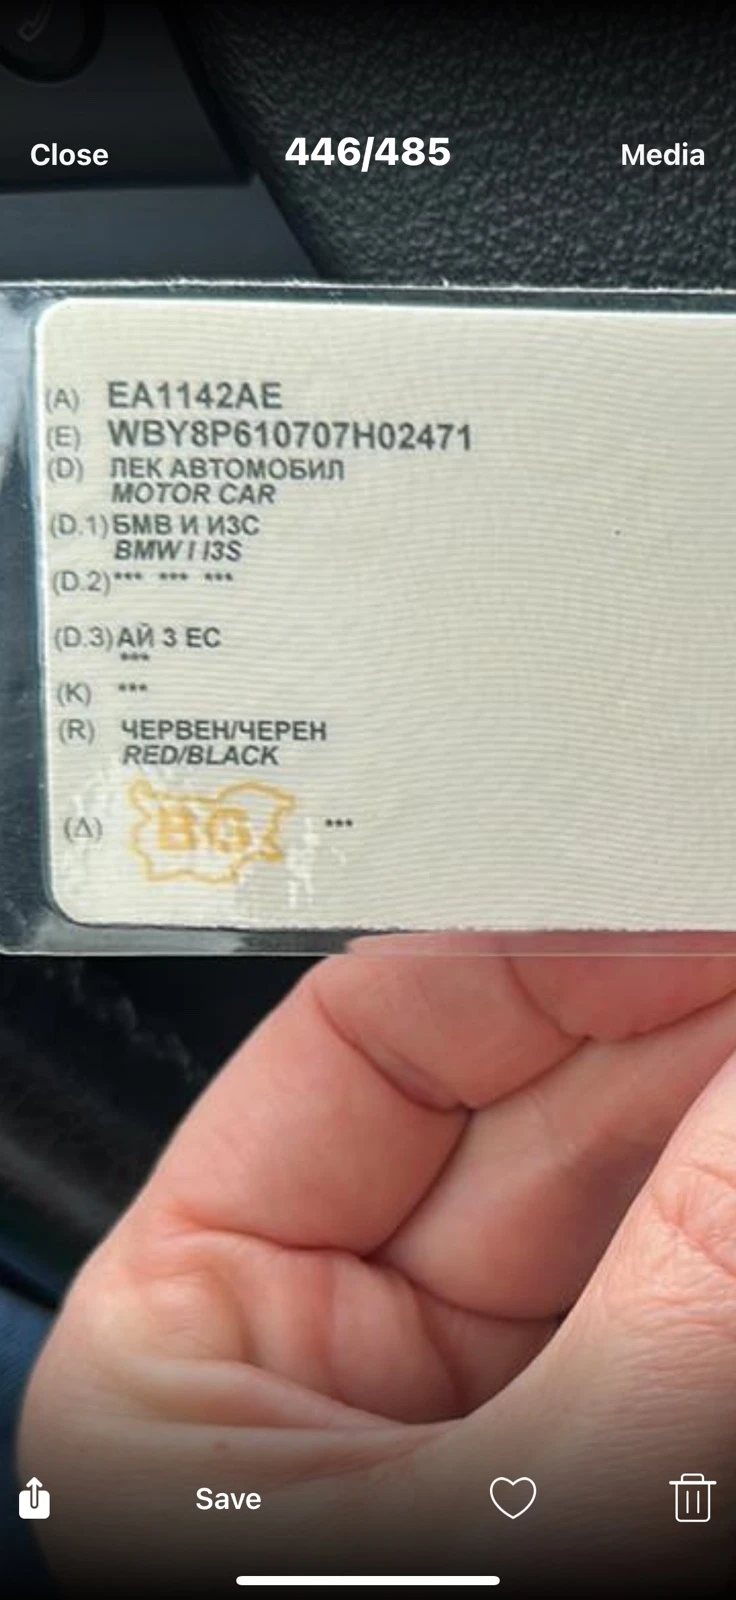 Close 446/485 Media
(A) EA1142AE
(E) WBY8P610707H02471
(D) ЛЕК АВТОМОБИЛ
MOTOR CAR
(D.1) БМВ И И3С
BMW I I3S
(D.2) *** *** ***
(D.3) АЙ 3 ЕС
***
(K) ***
(R) ЧЕРВЕН/ЧЕРЕН
RED/BLACK
(Δ) BG ***
Save